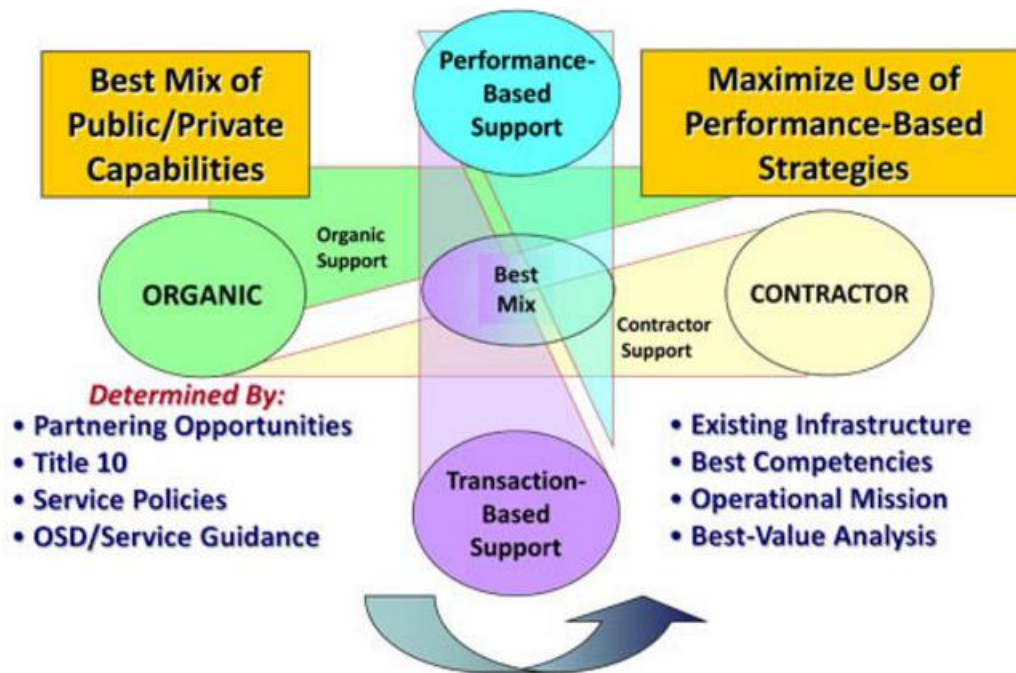 Best Mix of
Public/Private
Capabilities
Performance-
Based
Support
Maximize Use of
Performance-Based
Strategies
Organic
Support
ORGANIC
Best
Mix
CONTRACTOR
Contractor
Support
Determined By:
• Partnering Opportunities
• Title 10
• Service Policies
• OSD/Service Guidance
Transaction-
Based
Support
• Existing Infrastructure
• Best Competencies
• Operational Mission
• Best-Value Analysis